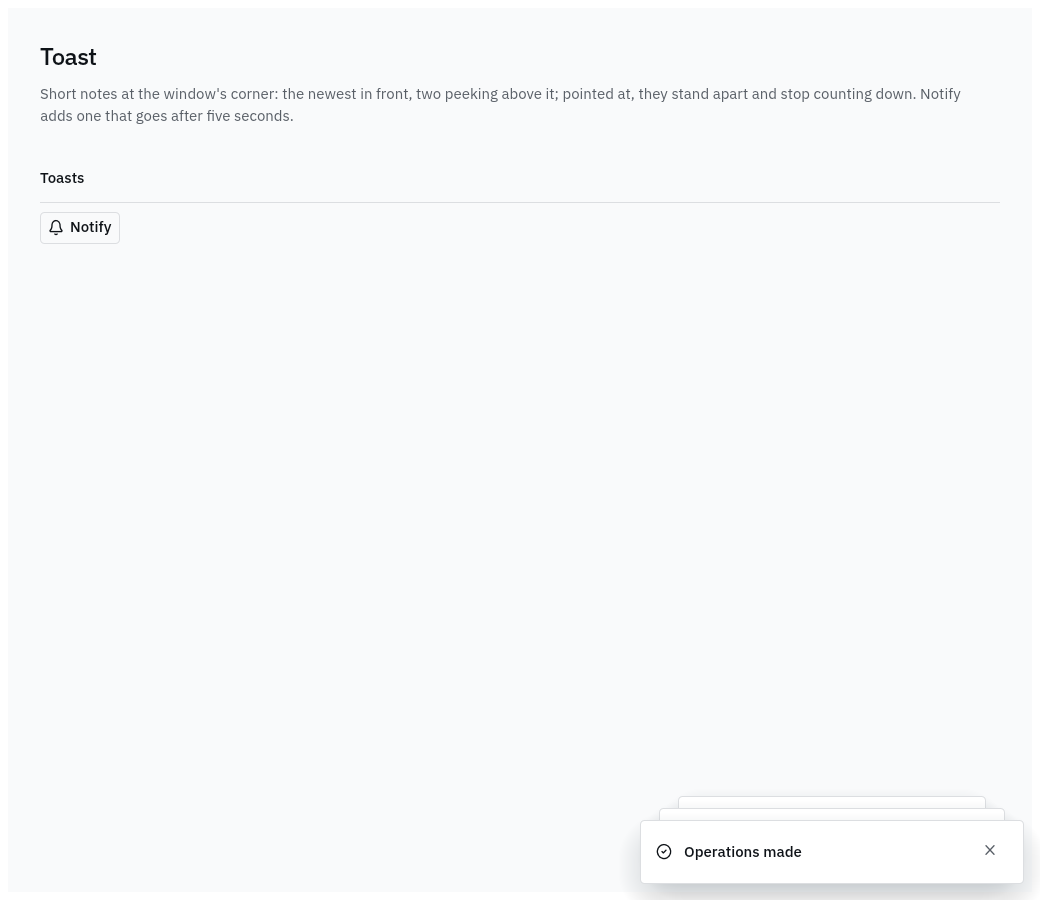 Toast
Short notes at the window's corner: the newest in front, two peeking above it; pointed at, they stand apart and stop counting down. Notify
adds one that goes after five seconds.
Toasts
Notify
Operations made